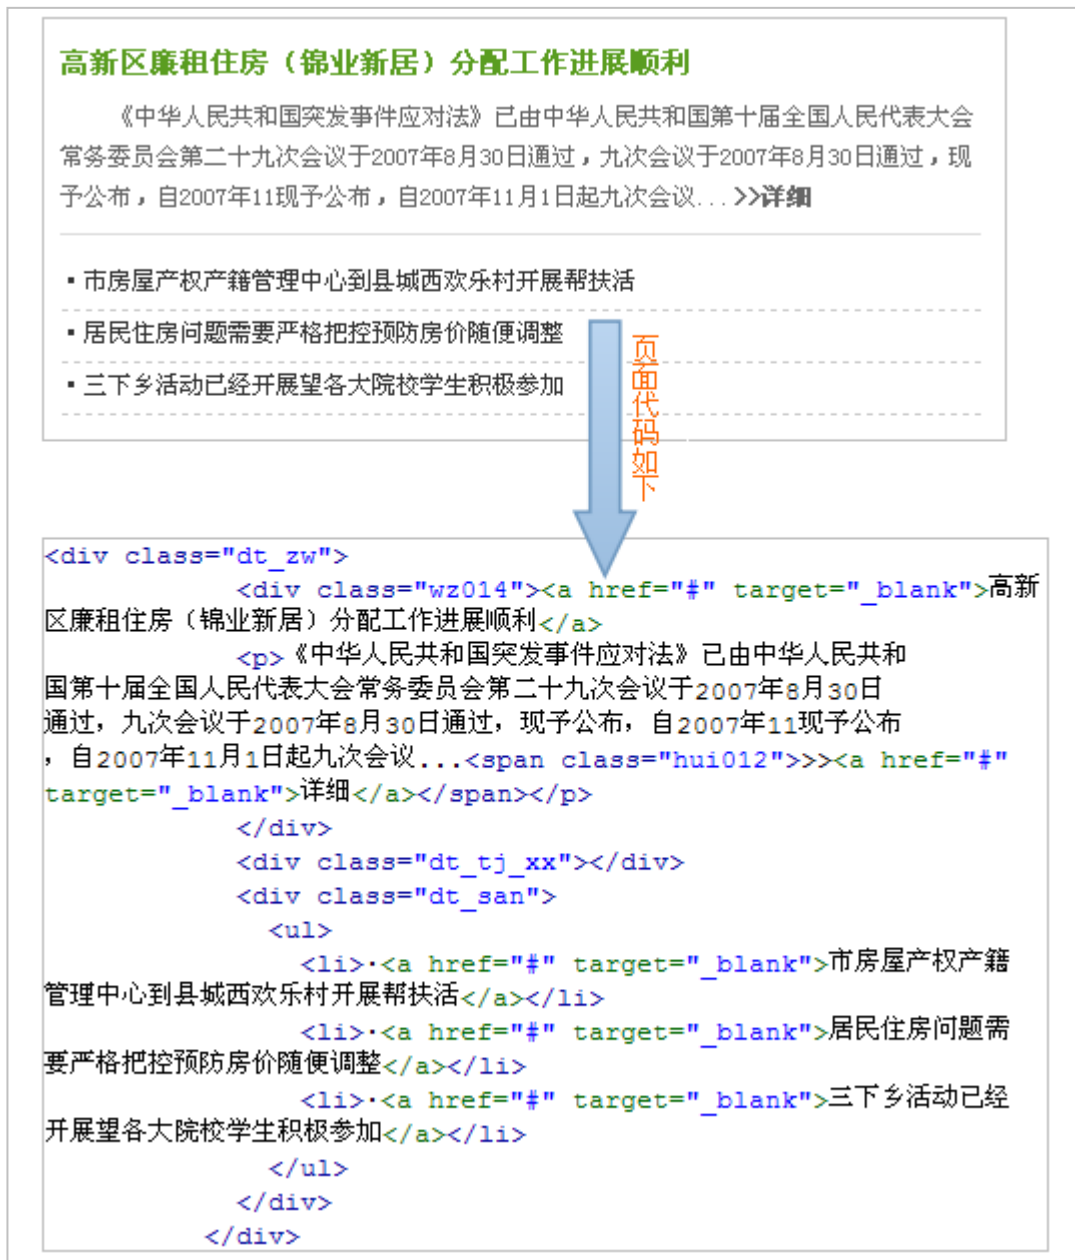 高新区廉租住房（锦业新居）分配工作进展顺利
《中华人民共和国突发事件应对法》已由中华人民共和国第十届全国人民代表大会
常务委员会第二十九次会议于2007年8月30日通过，九次会议于2007年8月30日通过，现
予公布，自2007年11现予公布，自2007年11月1日起九次会议...>>详细
▪市房屋产权产籍管理中心到县城西欢乐村开展帮扶活
▪居民住房问题需要严格把控预防房价随便调整
▪三下乡活动已经开展望各大院校学生积极参加
页面代码如下
<div class="dt_zw">
<div class="wz014"><a href="#" target="_blank">高新
区廉租住房（锦业新居）分配工作进展顺利</a>
<p>《中华人民共和国突发事件应对法》已由中华人民共和
国第十届全国人民代表大会常务委员会第二十九次会议于2007年8月30日
通过，九次会议于2007年8月30日通过，现予公布，自2007年11现予公布
，自2007年11月1日起九次会议...<span class="hui012">>><a href="#"
target="_blank">详细</a></span></p>
</div>
<div class="dt_tj_xx"></div>
<div class="dt_san">
<ul>
<li>·<a href="#" target="_blank">市房屋产权产籍
管理中心到县城西欢乐村开展帮扶活</a></li>
<li>·<a href="#" target="_blank">居民住房问题需
要严格把控预防房价随便调整</a></li>
<li>·<a href="#" target="_blank">三下乡活动已经
开展望各大院校学生积极参加</a></li>
</ul>
</div>
</div>